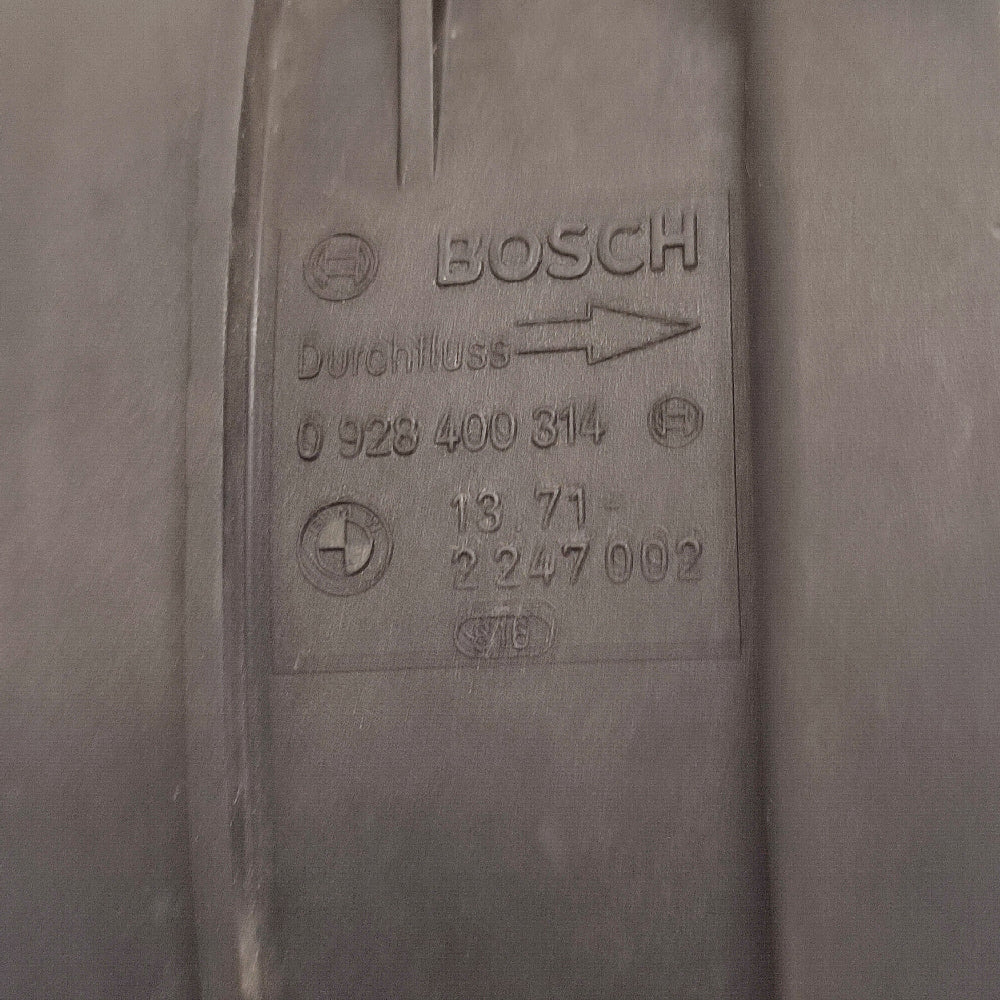 BOSCH
Durchfluss
0 928 400 314
13.71-
2 247 002